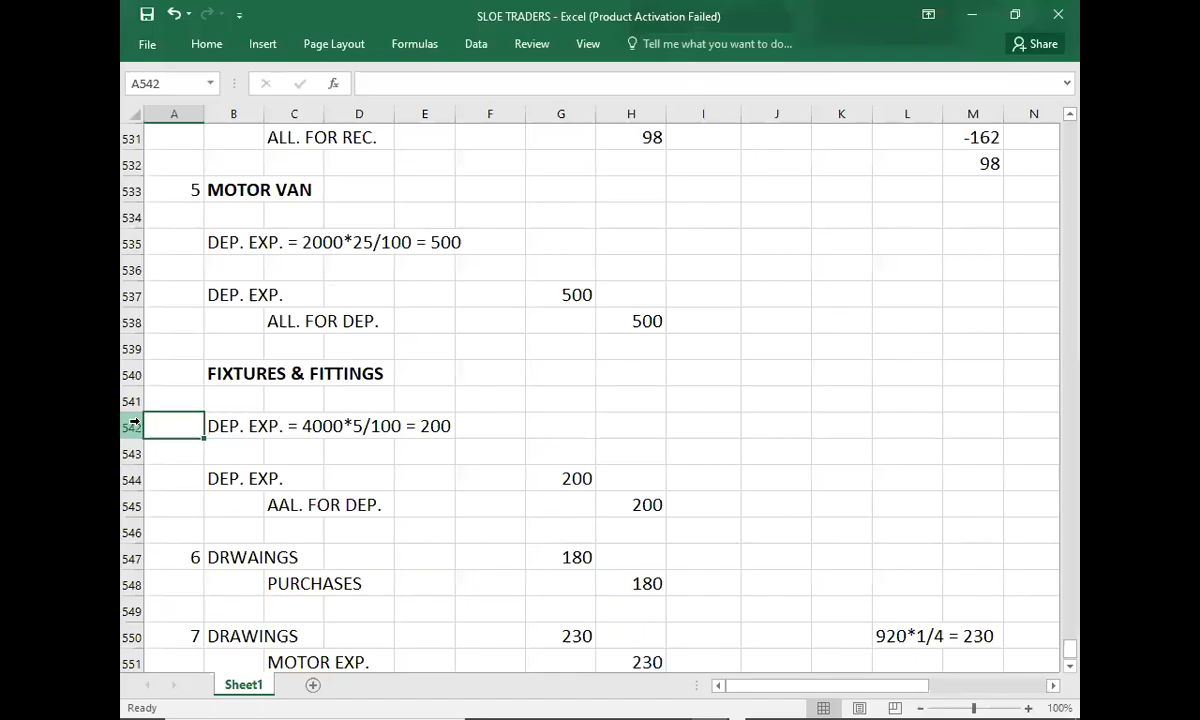 SLOE TRADERS - Excel (Product Activation Failed)
File Home Insert Page Layout Formulas Data Review View Tell me what you want to do... Share
A542 fx
A B C D E F G H I J K L M N
531 ALL. FOR REC. 98 -162
532 98
533 5 MOTOR VAN
534
535 DEP. EXP. = 2000*25/100 = 500
536
537 DEP. EXP. 500
538 ALL. FOR DEP. 500
539
540 FIXTURES & FITTINGS
541
542 DEP. EXP. = 4000*5/100 = 200
543
544 DEP. EXP. 200
545 AAL. FOR DEP. 200
546
547 6 DRWAINGS 180
548 PURCHASES 180
549
550 7 DRAWINGS 230 920*1/4 = 230
551 MOTOR EXP. 230
Sheet1
Ready 100%